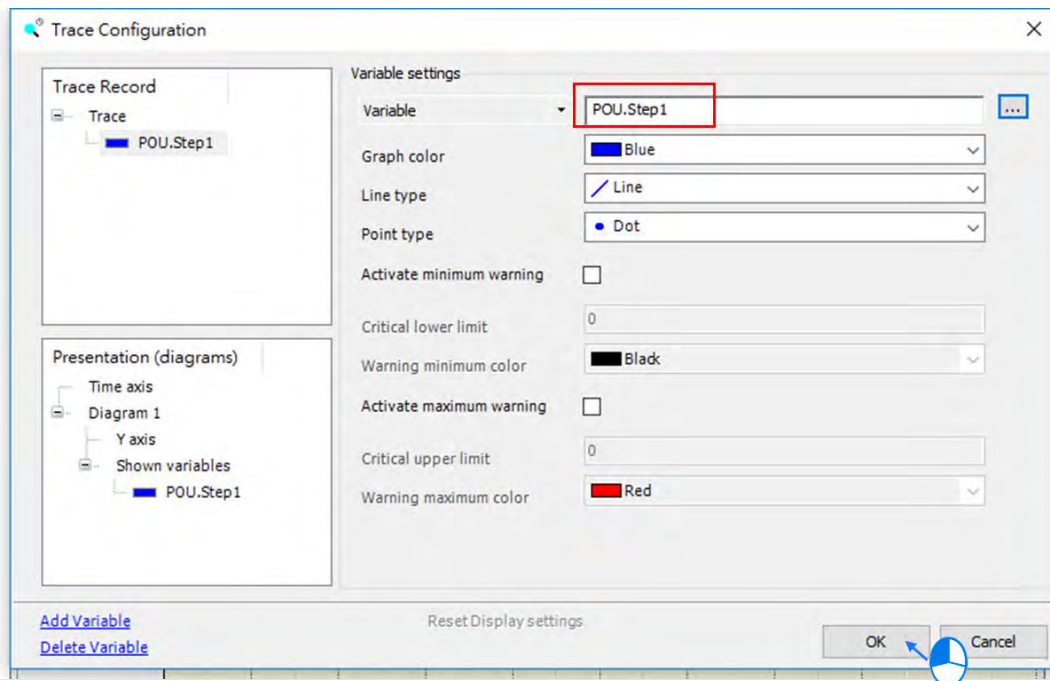 Trace Configuration
Trace Record
Trace
POU.Step1
Presentation (diagrams)
Time axis
Diagram 1
Y axis
Shown variables
POU.Step1
Variable settings
Variable POU.Step1 ...
Graph color Blue
Line type Line
Point type Dot
Activate minimum warning
Critical lower limit 0
Warning minimum color Black
Activate maximum warning
Critical upper limit 0
Warning maximum color Red
Add Variable
Delete Variable
Reset Display settings
OK Cancel